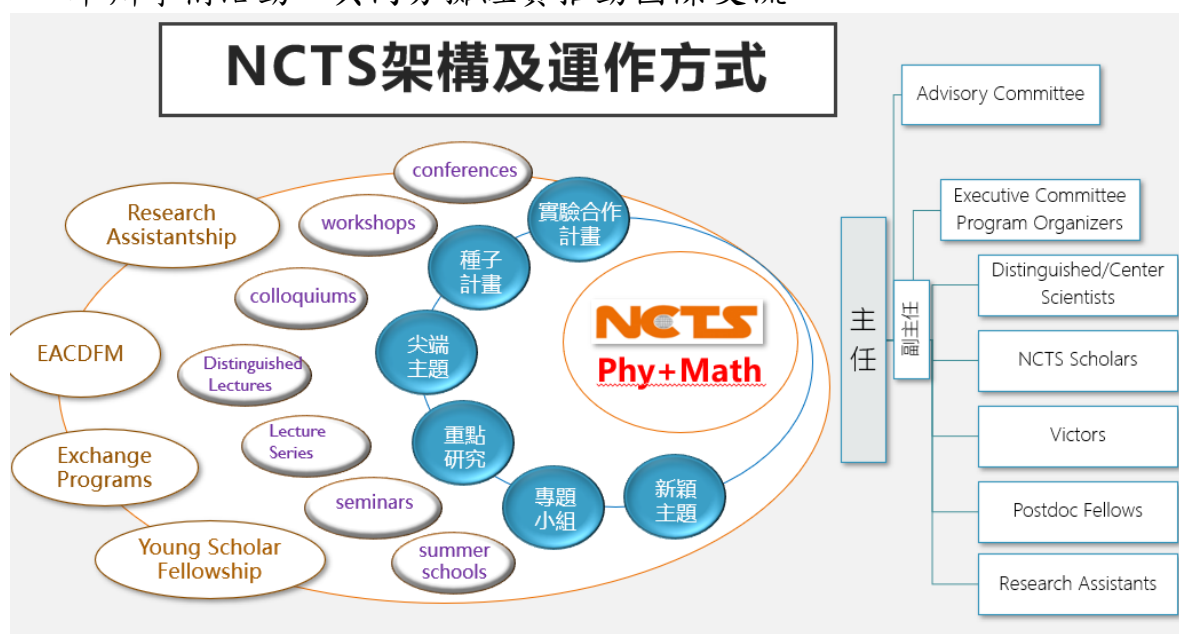 NCTS架構及運作方式
conferences
workshops
colloquiums
Distinguished
Lectures
Lecture
Series
seminars
summer
schools
Research
Assistantship
EACDFM
Exchange
Programs
Young Scholar
Fellowship
實驗合作
計畫
種子
計畫
尖端
主題
重點
研究
專題
小組
新穎
主題
NCTS
Phy+Math
主任
副主任
Advisory Committee
Executive Committee
Program Organizers
Distinguished/Center
Scientists
NCTS Scholars
Victors
Postdoc Fellows
Research Assistants